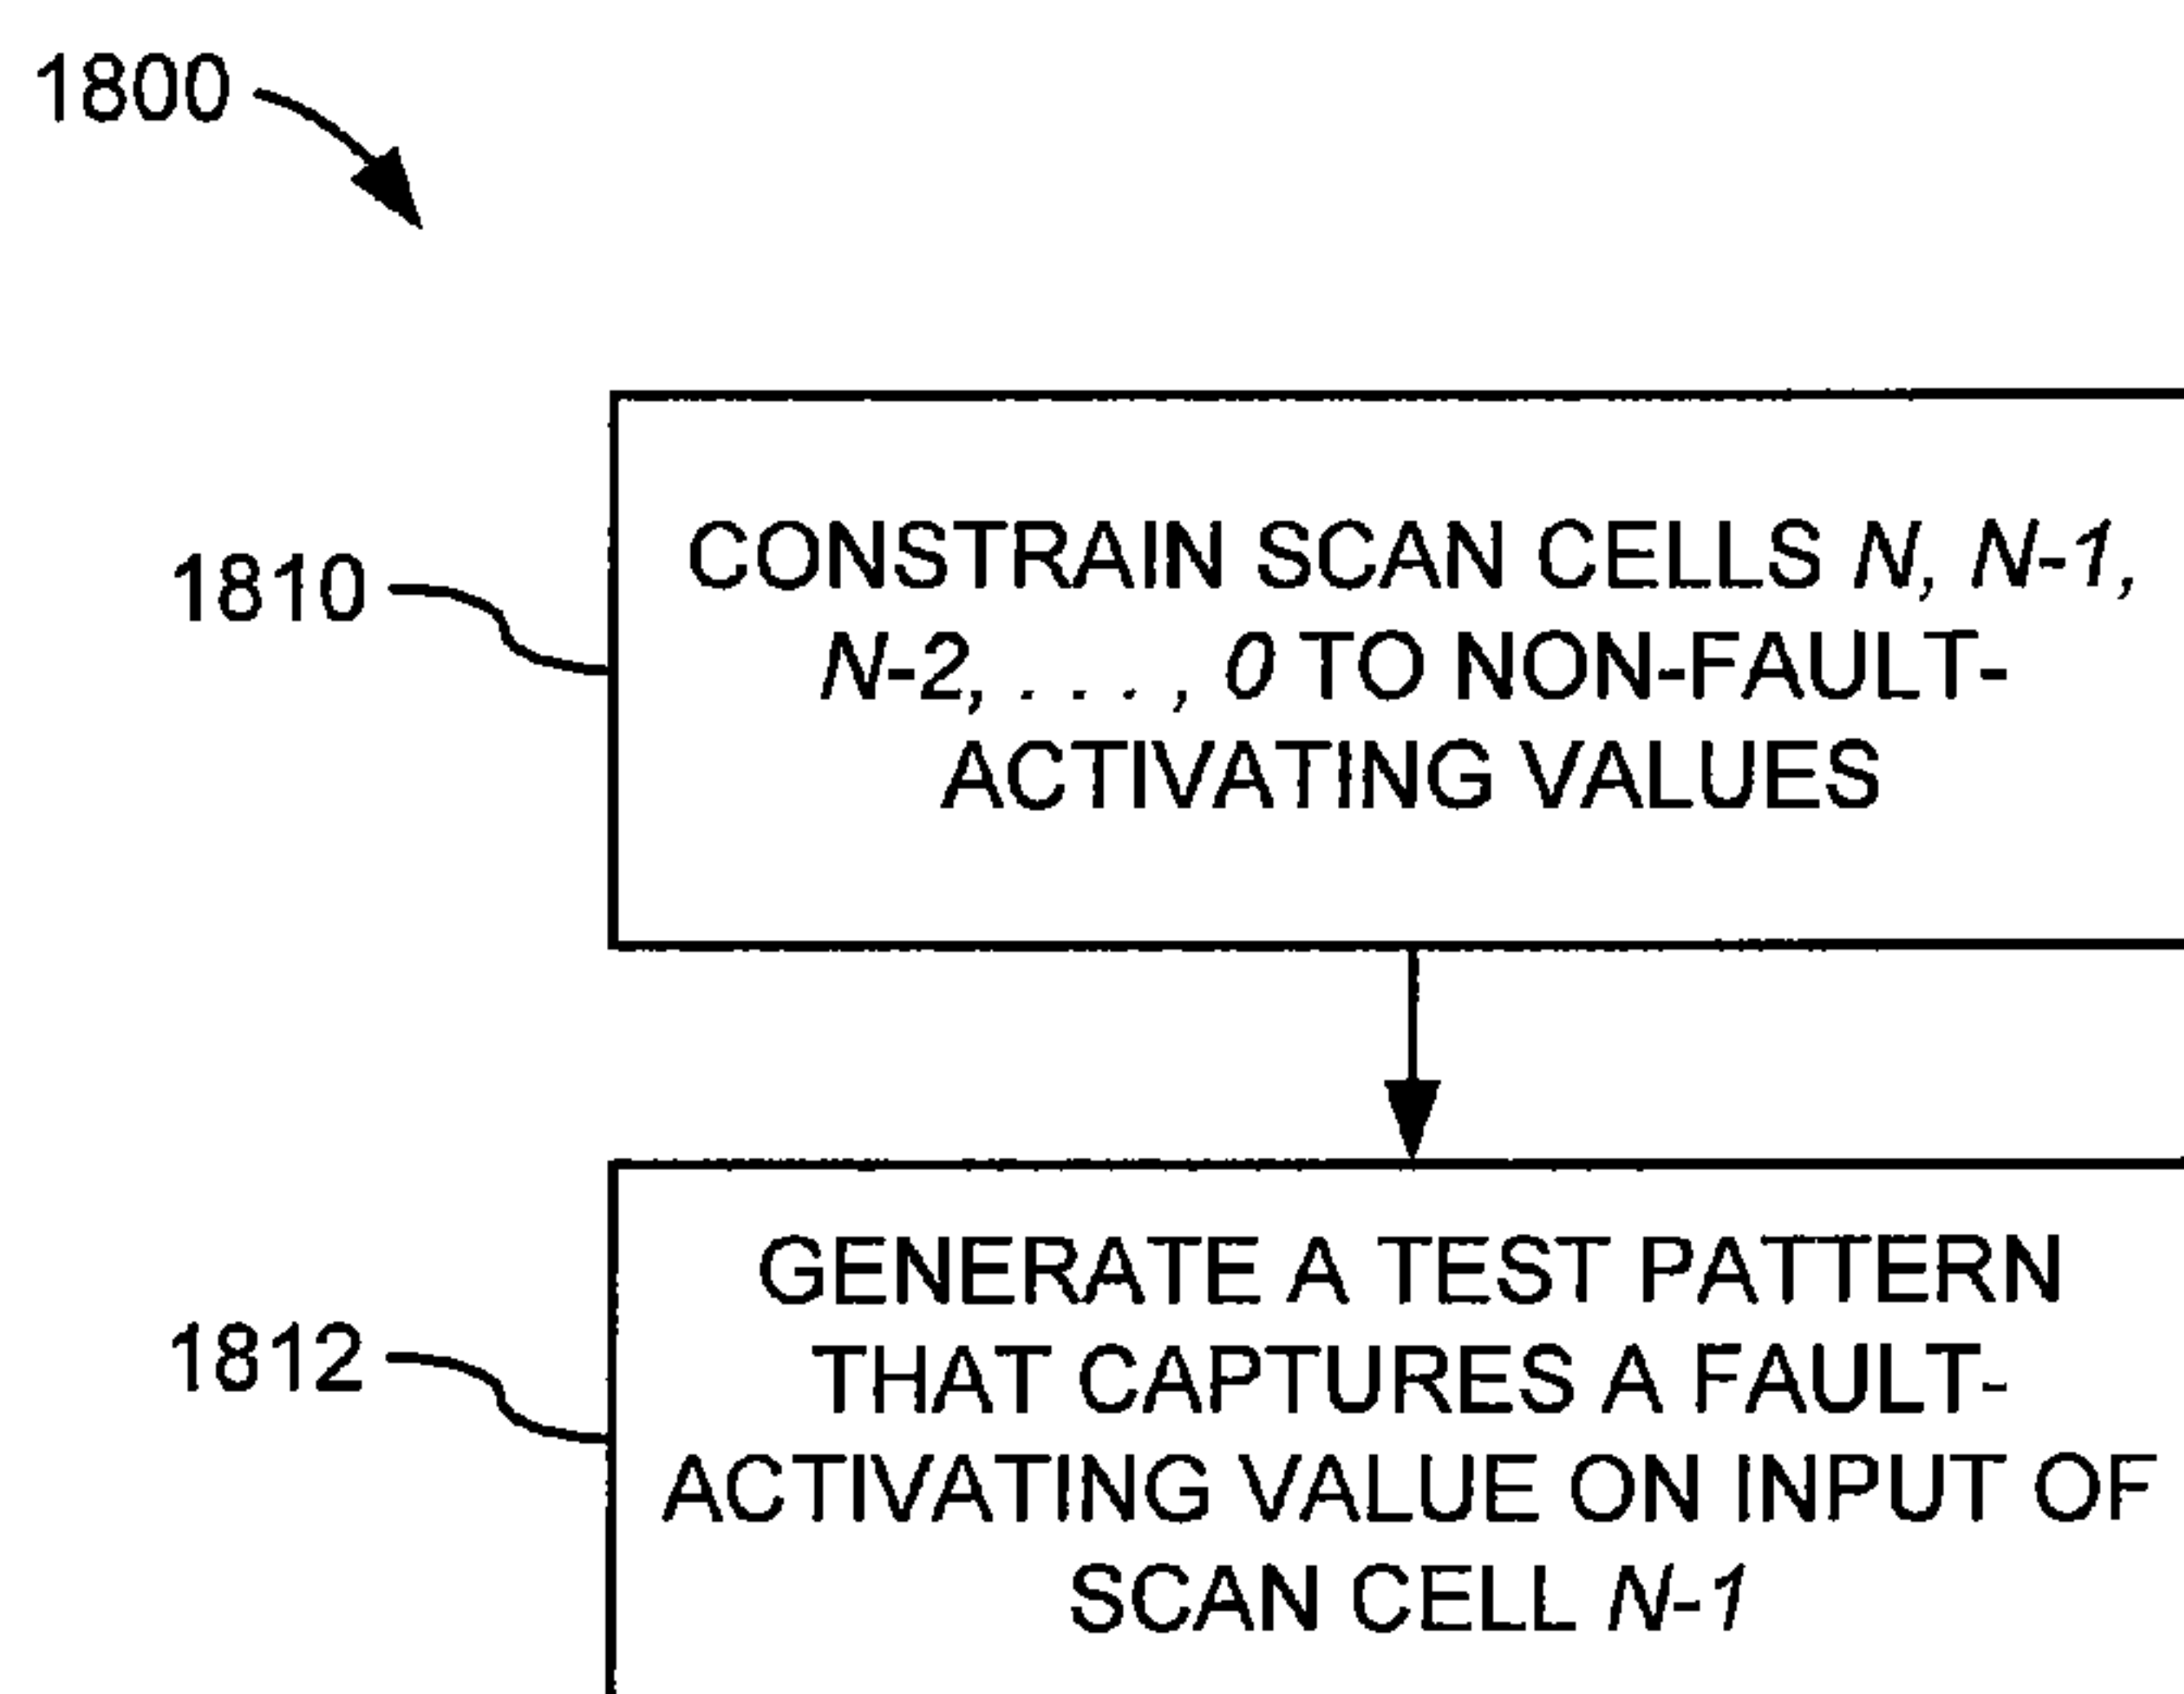 1800
1810
CONSTRAIN SCAN CELLS N, N-1,
N-2, . . . , 0 TO NON-FAULT-
ACTIVATING VALUES
1812
GENERATE A TEST PATTERN
THAT CAPTURES A FAULT-
ACTIVATING VALUE ON INPUT OF
SCAN CELL N-1